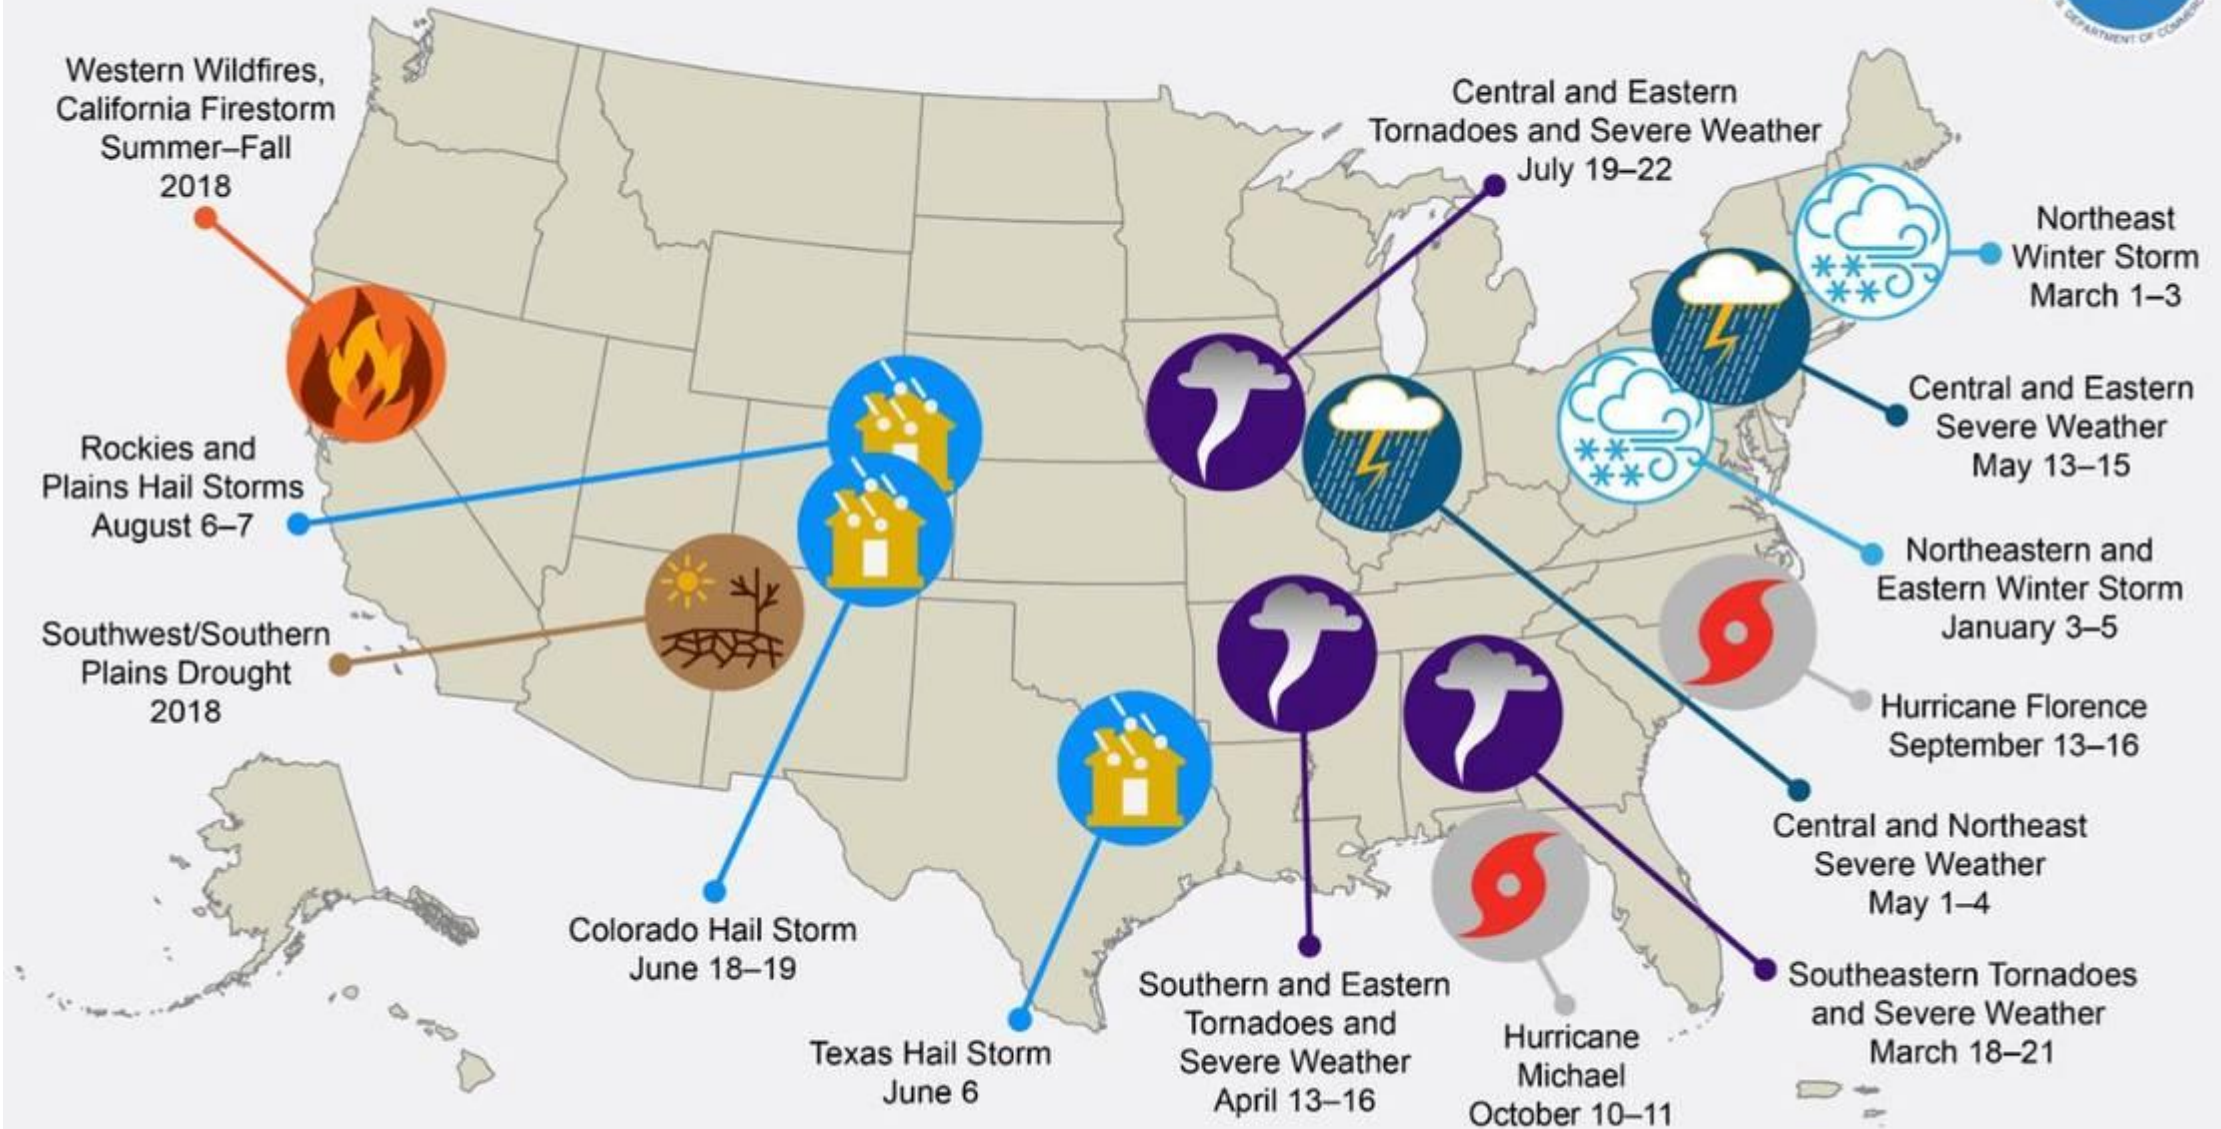 DEPARTMENT OF COMMERC
Western Wildfires,
California Firestorm
Summer–Fall
2018
Rockies and
Plains Hail Storms
August 6–7
Southwest/Southern
Plains Drought
2018
Colorado Hail Storm
June 18–19
Texas Hail Storm
June 6
Central and Eastern
Tornadoes and Severe Weather
July 19–22
Northeast
Winter Storm
March 1–3
Central and Eastern
Severe Weather
May 13–15
Northeastern and
Eastern Winter Storm
January 3–5
Hurricane Florence
September 13–16
Central and Northeast
Severe Weather
May 1–4
Southeastern Tornadoes
and Severe Weather
March 18–21
Southern and Eastern
Tornadoes and
Severe Weather
April 13–16
Hurricane
Michael
October 10–11